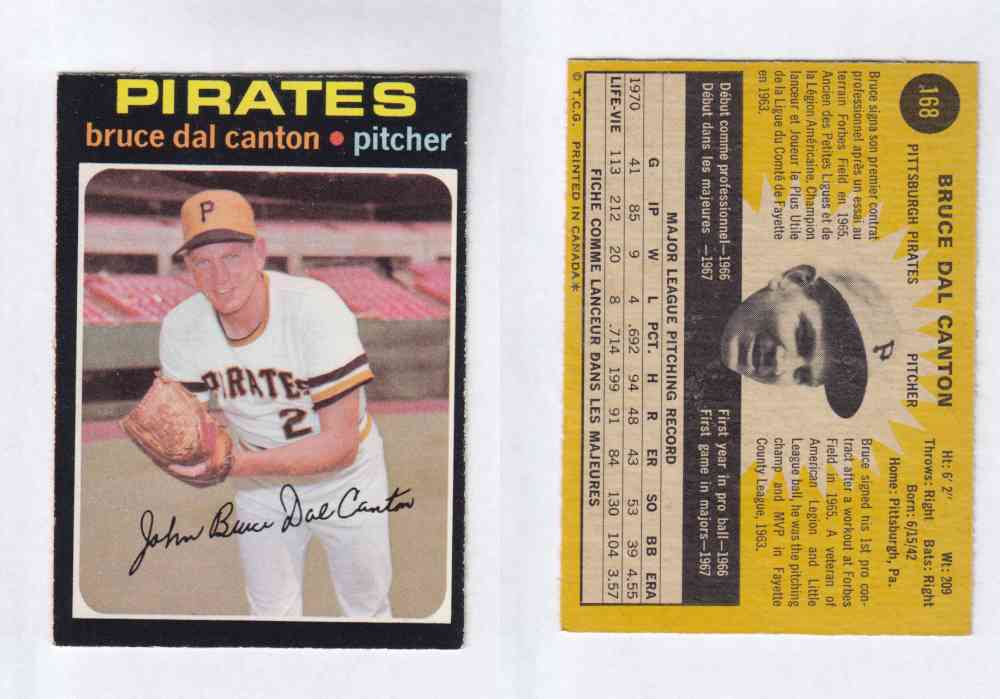 PIRATES
bruce dal canton • pitcher
P
PIRATES
2
John Bruce Dal Canton
168
BRUCE DAL CANTON
PITTSBURGH PIRATES PITCHER
Ht: 6' 2" Wt: 209
Throws: Right Bats: Right
Born: 6/15/42
Home: Pittsburgh, Pa.
P
Bruce signa son premier contrat
professionnel après un essai au
terrain Forbes Field en 1965.
Ancien des Petites Ligues et de
la Légion Américaine, Champion
lanceur et Joueur le Plus Utile
de la Ligue du Comté de Fayette
en 1963.
Bruce signed his 1st pro con-
tract after a workout at Forbes
Field in 1965. A veteran of
American Legion and Little
League ball, he was the pitching
champ and MVP in Fayette
County League, 1963.
Début comme professionnel—1966
Début dans les majeures —1967
First year in pro ball—1966
First game in majors—1967
MAJOR LEAGUE PITCHING RECORD
G IP W L PCT. H R ER SO BB ERA
1970 41 85 9 4 .692 94 48 43 53 39 4.55
LIFE-VIE 113 212 20 8 .714 199 91 84 130 104 3.57
FICHE COMME LANCEUR DANS LES MAJEURES
© T.C.G. PRINTED IN CANADA *